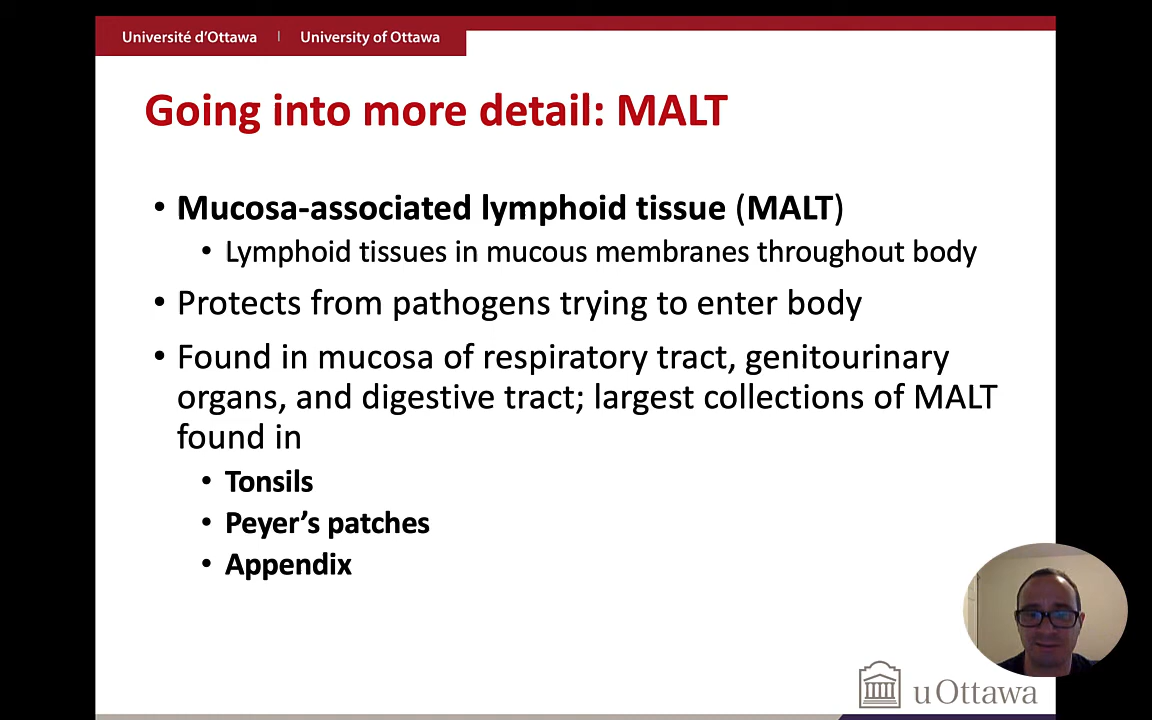 Université d'Ottawa | University of Ottawa
Going into more detail: MALT
• Mucosa-associated lymphoid tissue (MALT)
• Lymphoid tissues in mucous membranes throughout body
• Protects from pathogens trying to enter body
• Found in mucosa of respiratory tract, genitourinary
organs, and digestive tract; largest collections of MALT
found in
• Tonsils
• Peyer’s patches
• Appendix
uOttawa